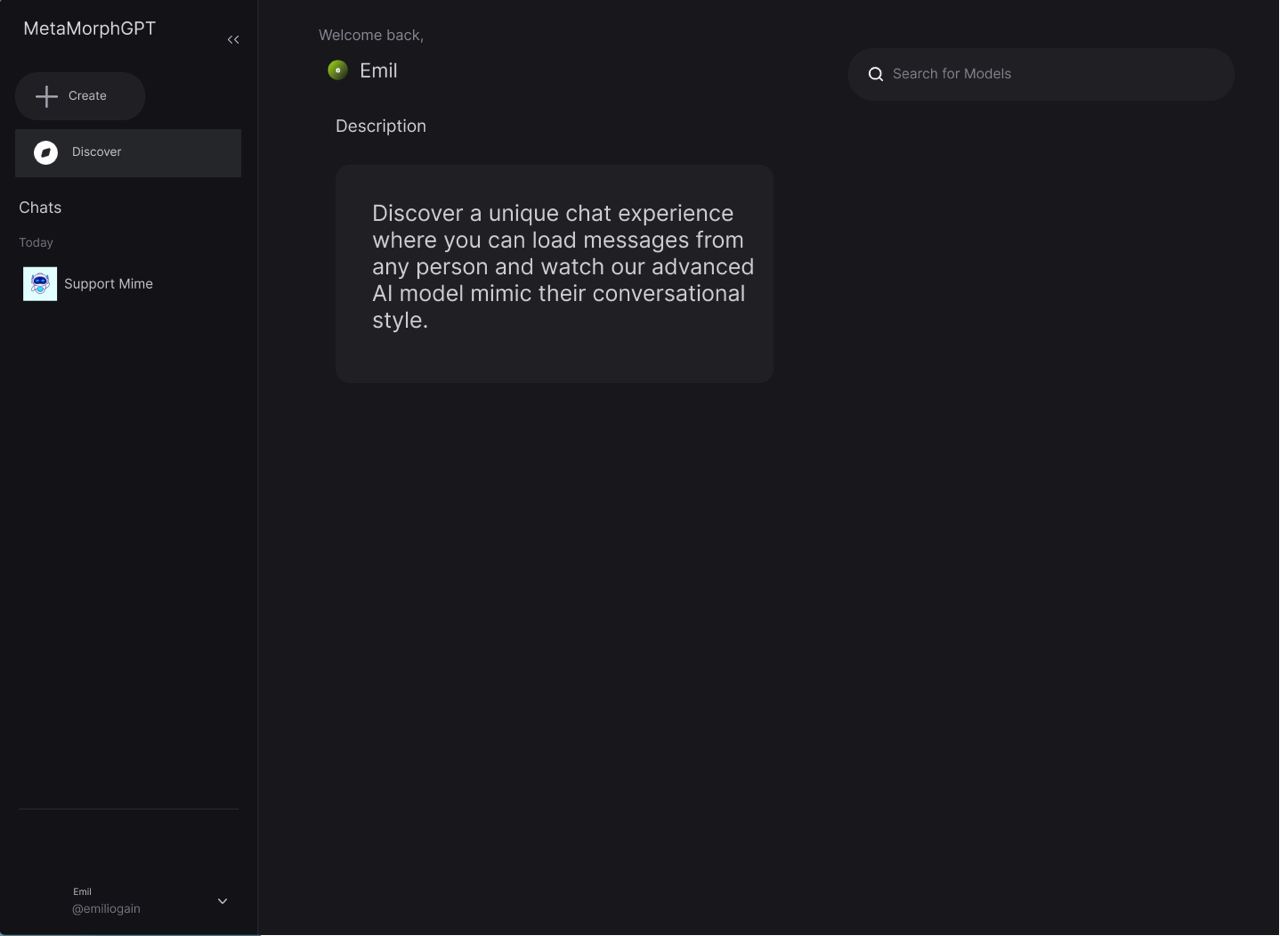 MetaMorphGPT
Create
Discover
Chats
Today
Support Mime
Emil
@emiliogain
Welcome back,
Emil
Search for Models
Description
Discover a unique chat experience
where you can load messages from
any person and watch our advanced
AI model mimic their conversational
style.